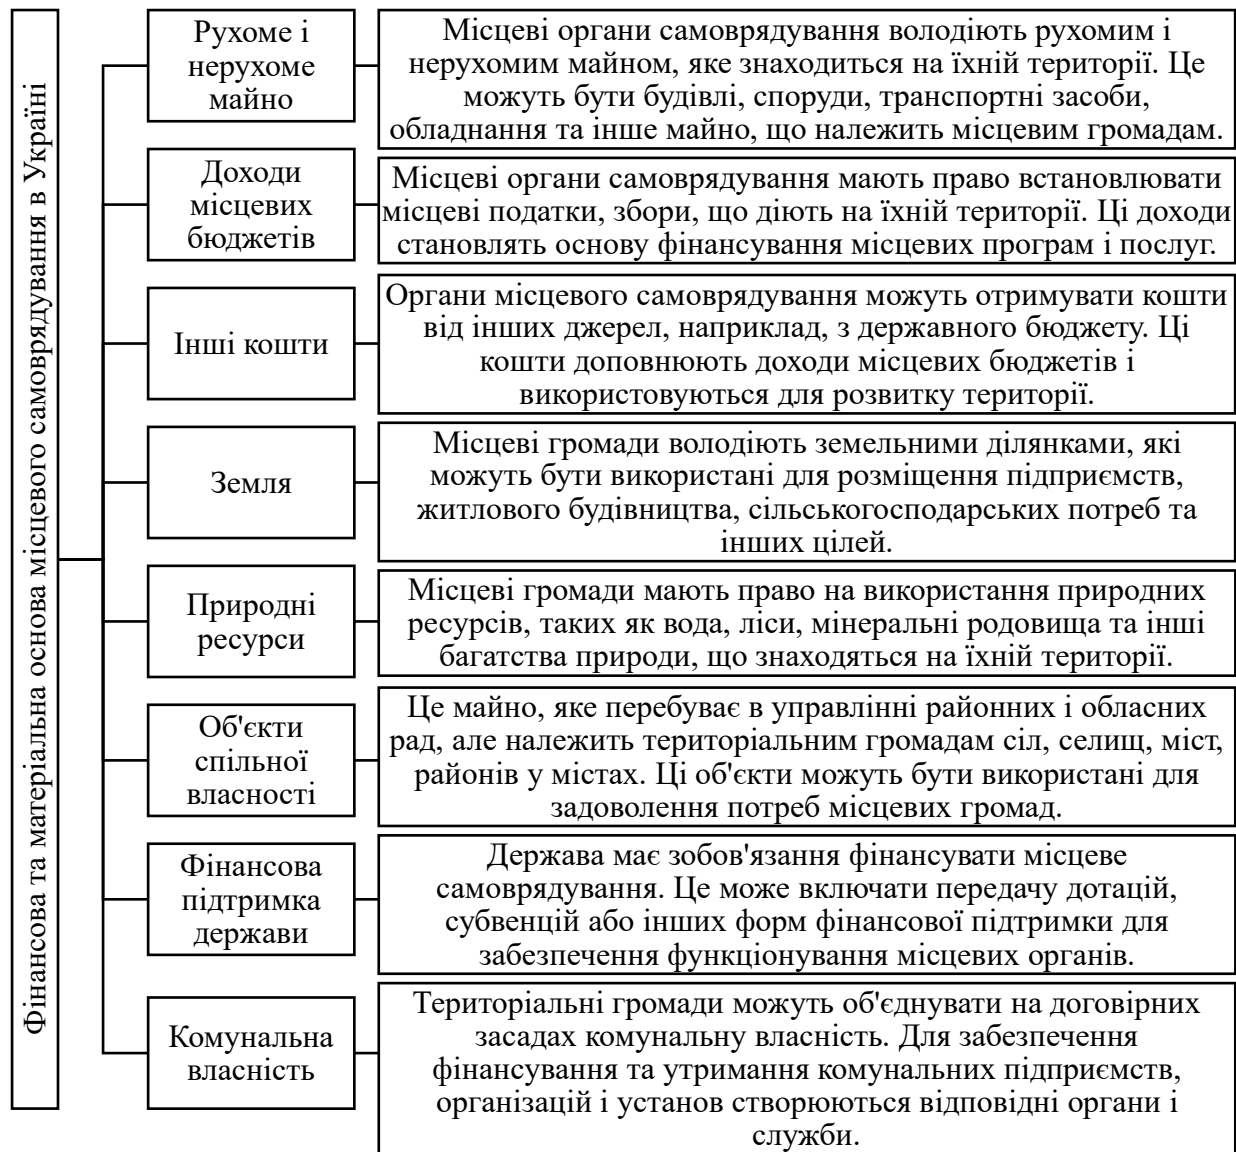 Фінансова та матеріальна основа місцевого самоврядування в Україні
Рухоме і
нерухоме
майно
Місцеві органи самоврядування володіють рухомим і
нерухомим майном, яке знаходиться на їхній території. Це
можуть бути будівлі, споруди, транспортні засоби,
обладнання та інше майно, що належить місцевим громадам.
Доходи
місцевих
бюджетів
Місцеві органи самоврядування мають право встановлювати
місцеві податки, збори, що діють на їхній території. Ці доходи
становлять основу фінансування місцевих програм і послуг.
Інші кошти
Органи місцевого самоврядування можуть отримувати кошти
від інших джерел, наприклад, з державного бюджету. Ці
кошти доповнюють доходи місцевих бюджетів і
використовуються для розвитку території.
Земля
Місцеві громади володіють земельними ділянками, які
можуть бути використані для розміщення підприємств,
житлового будівництва, сільськогосподарських потреб та
інших цілей.
Природні
ресурси
Місцеві громади мають право на використання природних
ресурсів, таких як вода, ліси, мінеральні родовища та інші
багатства природи, що знаходяться на їхній території.
Об'єкти
спільної
власності
Це майно, яке перебуває в управлінні районних і обласних
рад, але належить територіальним громадам сіл, селищ, міст,
районів у містах. Ці об'єкти можуть бути використані для
задоволення потреб місцевих громад.
Фінансова
підтримка
держави
Держава має зобов'язання фінансувати місцеве
самоврядування. Це може включати передачу дотацій,
субвенцій або інших форм фінансової підтримки для
забезпечення функціонування місцевих органів.
Комунальна
власність
Територіальні громади можуть об'єднувати на договірних
засадах комунальну власність. Для забезпечення
фінансування та утримання комунальних підприємств,
організацій і установ створюються відповідні органи і
служби.